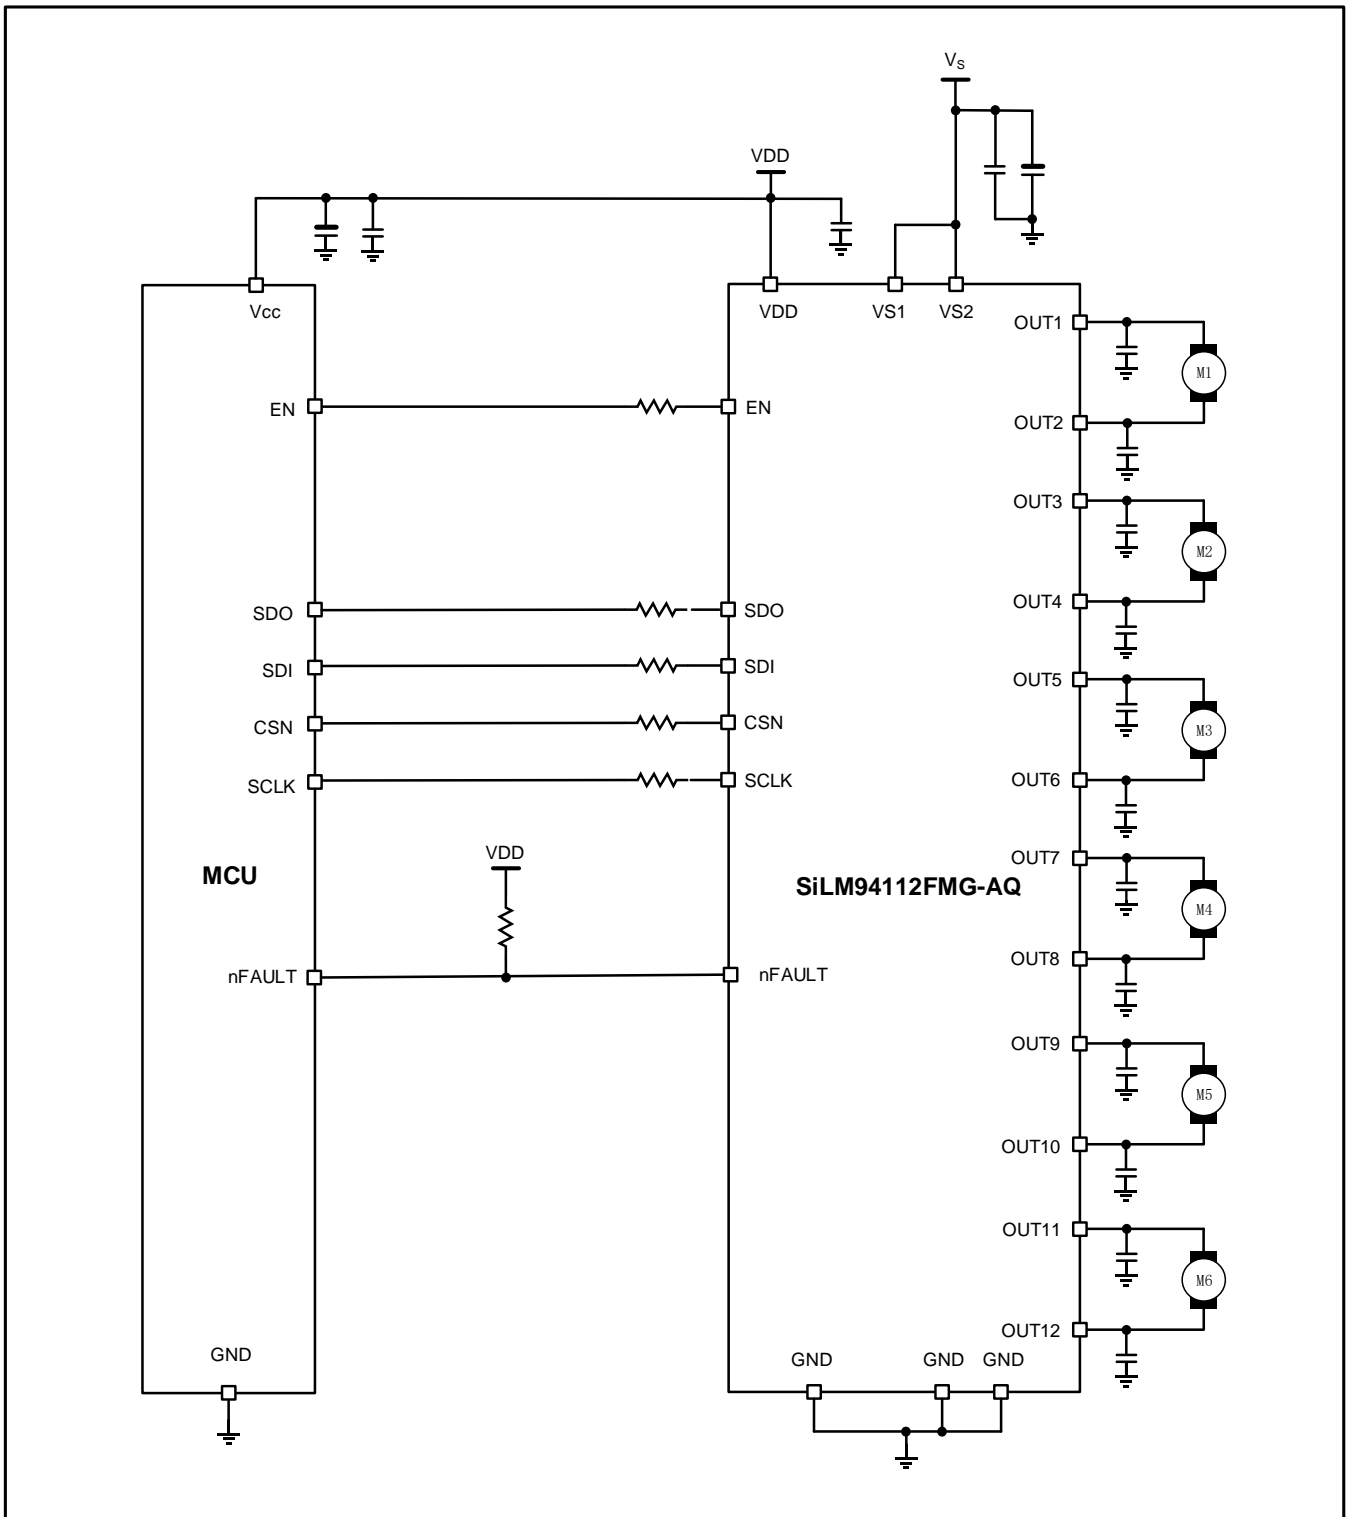 VS
VDD
Vcc
VDD
VS1
VS2
OUT1
M1
EN
EN
OUT2
OUT3
M2
SDO
SDO
OUT4
SDI
SDI
OUT5
CSN
CSN
M3
SCLK
SCLK
OUT6
MCU
VDD
SiLM94112FMG-AQ
OUT7
M4
OUT8
nFAULT
nFAULT
OUT9
M5
OUT10
OUT11
M6
OUT12
GND
GND
GND
GND